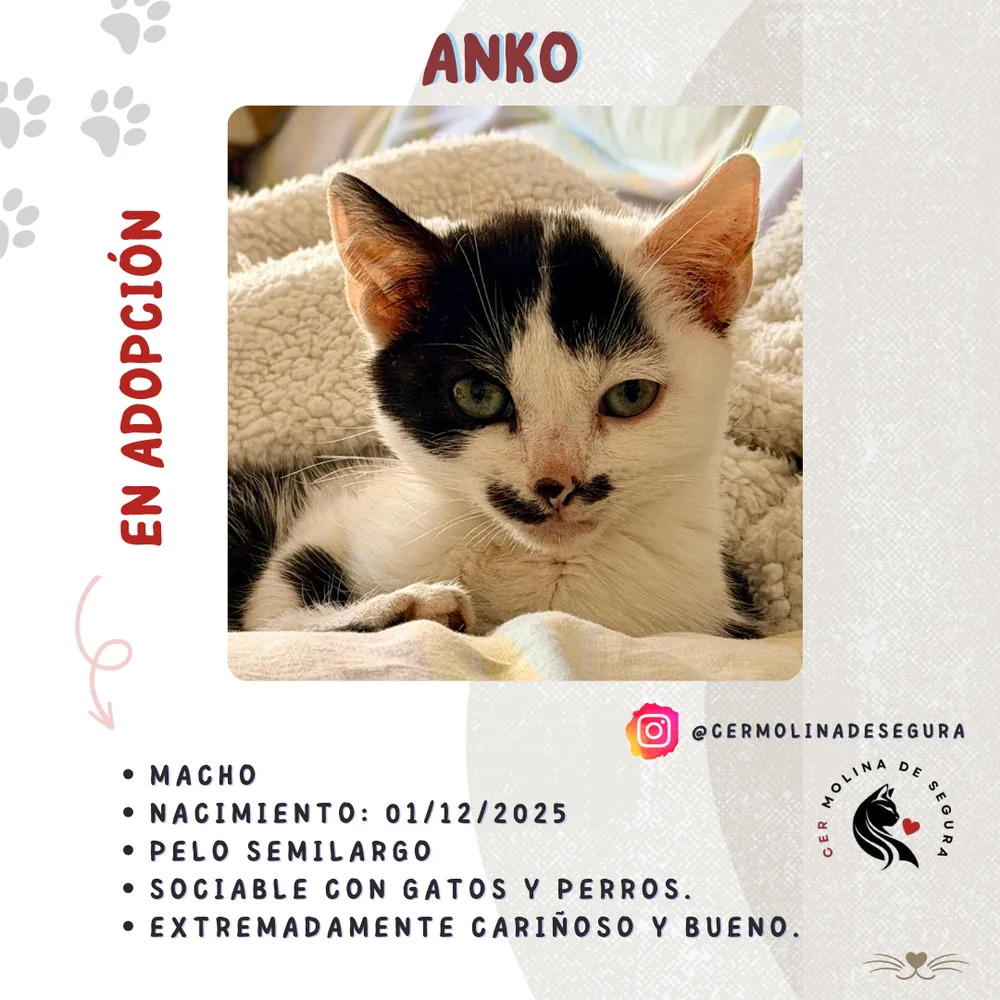 ANKO
EN ADOPCIÓN
@CERMOLINADESEGURA
CER MOLINA DE SEGURA
• MACHO
• NACIMIENTO: 01/12/2025
• PELO SEMILARGO
• SOCIABLE CON GATOS Y PERROS.
• EXTREMADAMENTE CARIÑOSO Y BUENO.